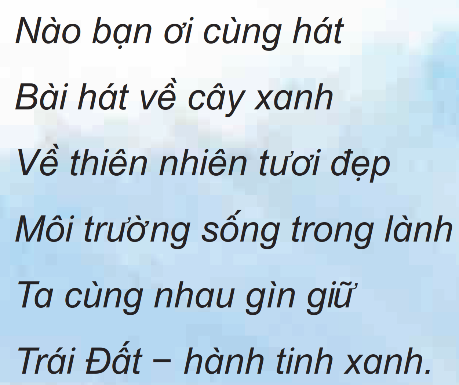 Nào bạn ơi cùng hát
Bài hát về cây xanh
Về thiên nhiên tươi đẹp
Môi trường sống trong lành
Ta cùng nhau gìn giữ
Trái Đất – hành tinh xanh.